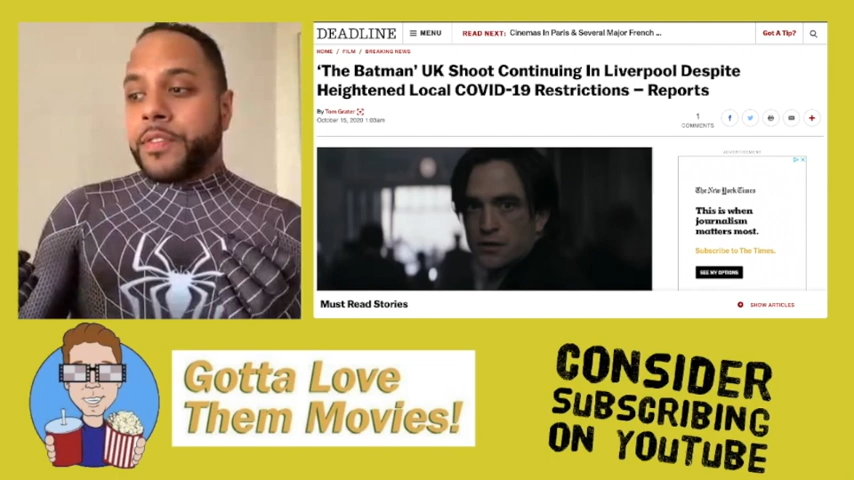 DEADLINE
MENU
READ NEXT: Cinemas In Paris & Several Major French ...
Got A Tip?
HOME / FILM / BREAKING NEWS
‘The Batman’ UK Shoot Continuing In Liverpool Despite
Heightened Local COVID-19 Restrictions – Reports
By Tom Grater
October 15, 2020 1:03am
1
COMMENTS
ADVERTISEMENT
The New York Times
This is when
journalism
matters most.
Subscribe to The Times.
SEE MY OPTIONS
Must Read Stories
SHOW ARTICLES
Gotta Love
Them Movies!
CONSIDER
SUBSCRIBING
ON YOUTUBE